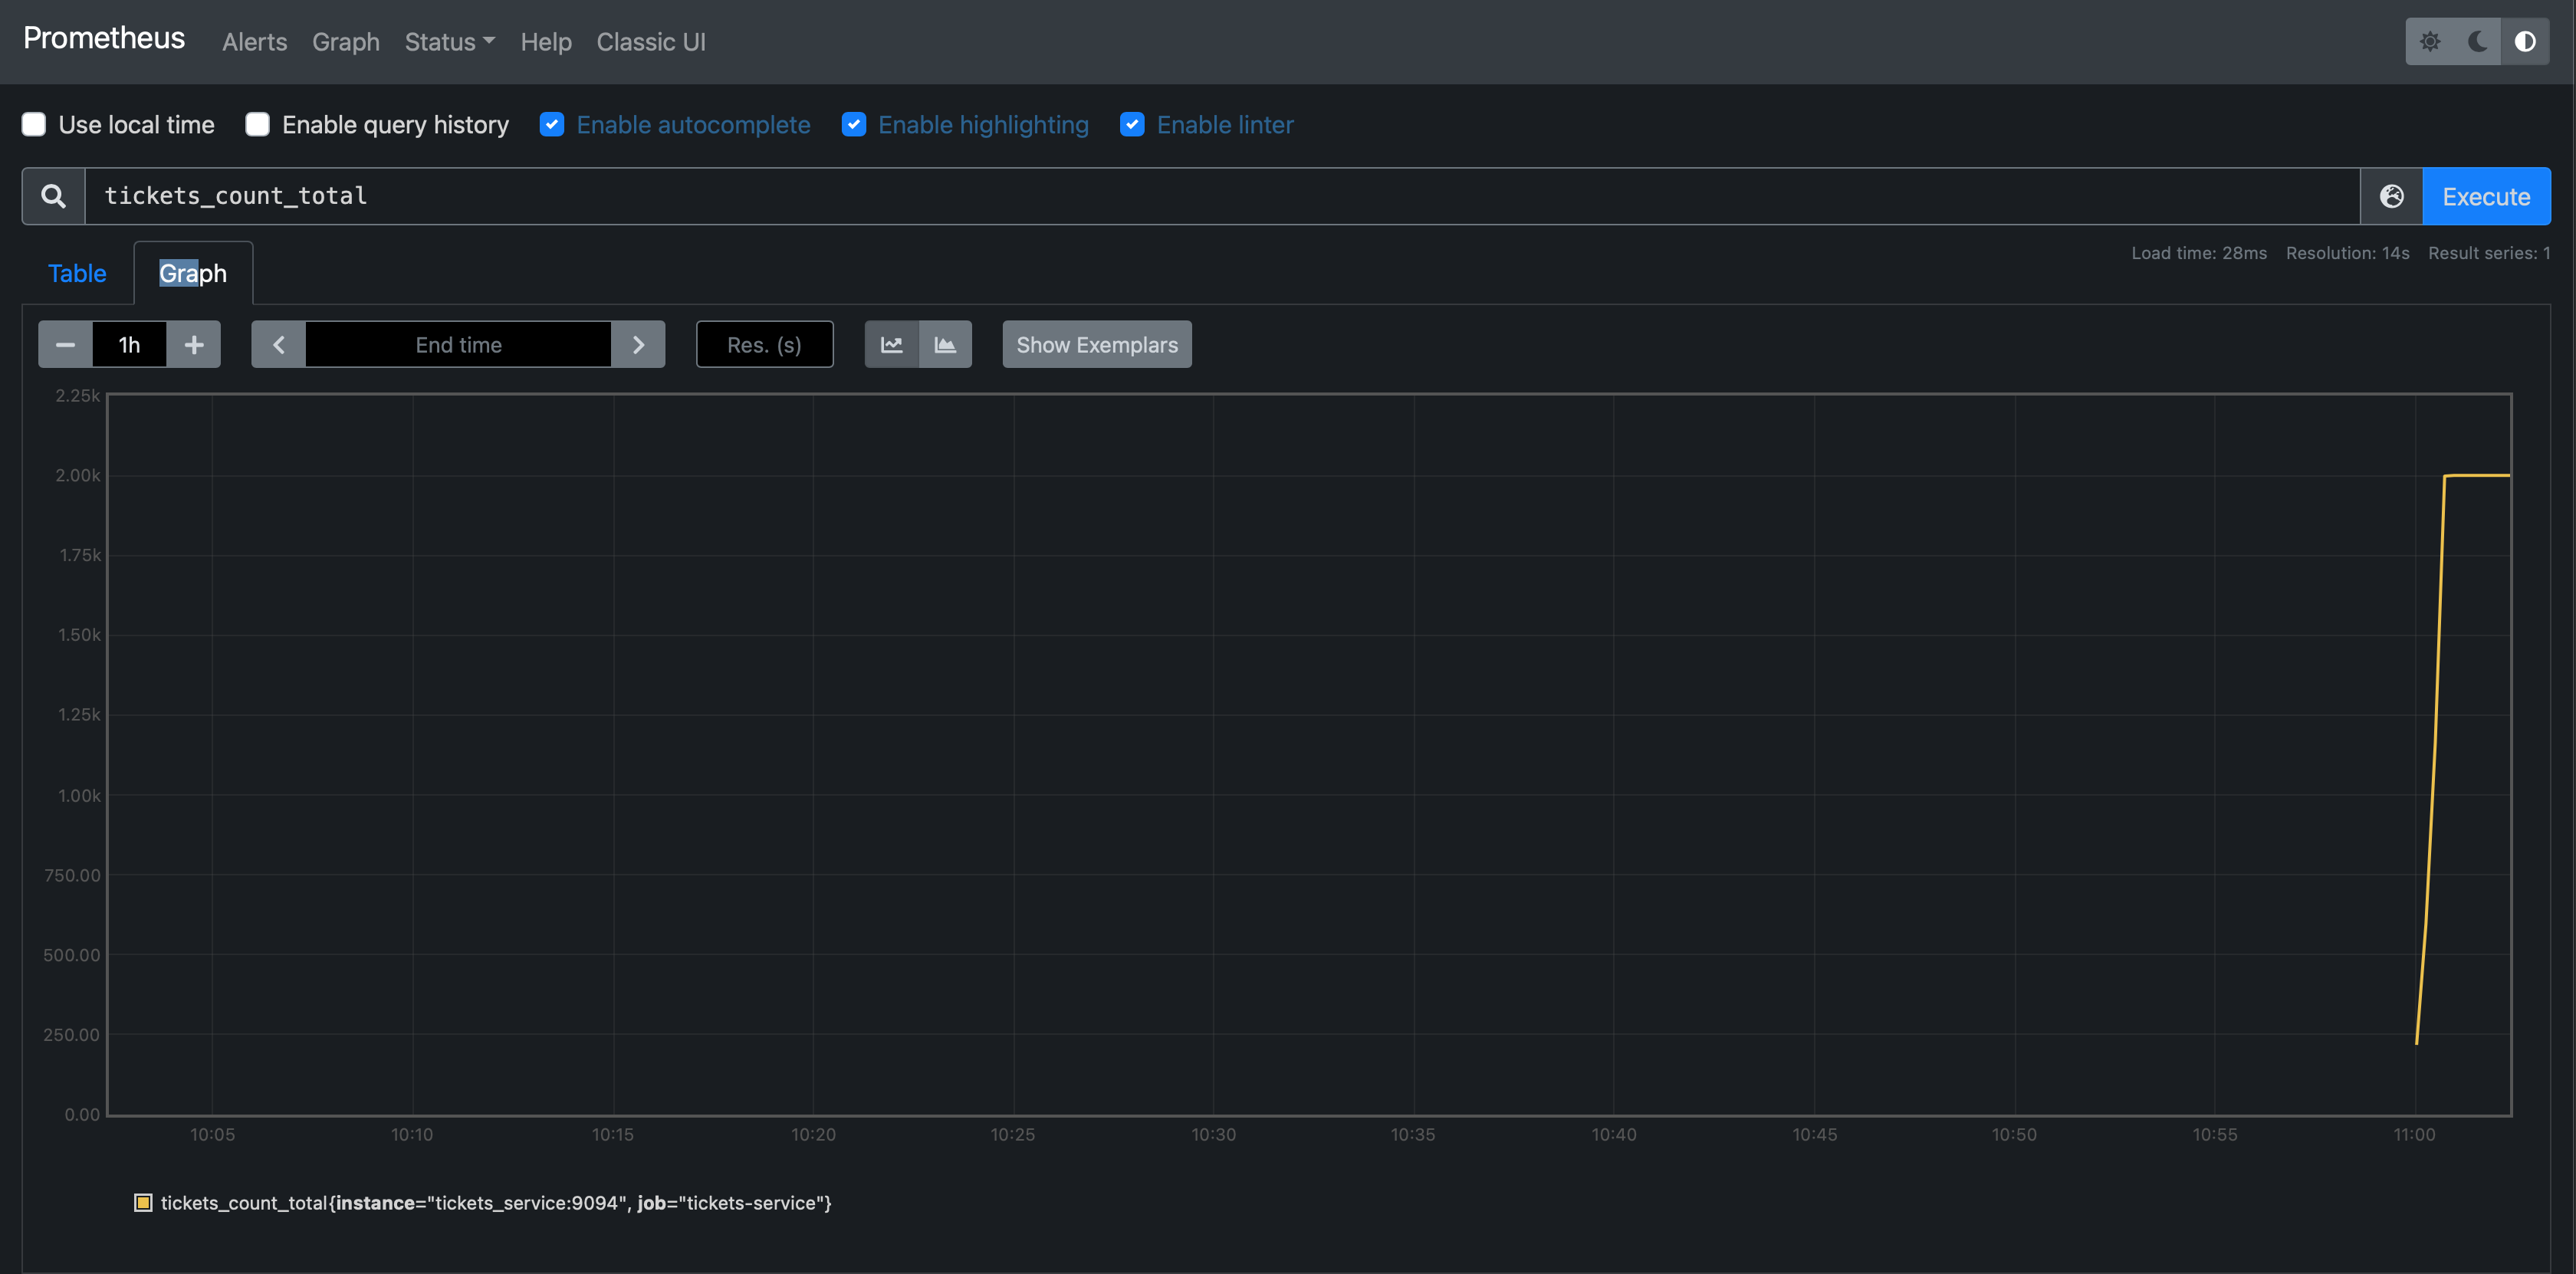 Prometheus Alerts Graph Status Help Classic UI
Use local time Enable query history Enable autocomplete Enable highlighting Enable linter
tickets_count_total Execute
Table Graph Load time: 28ms Resolution: 14s Result series: 1
1h End time Res. (s) Show Exemplars
2.25k
2.00k
1.75k
1.50k
1.25k
1.00k
750.00
500.00
250.00
0.00
10:05 10:10 10:15 10:20 10:25 10:30 10:35 10:40 10:45 10:50 10:55 11:00
tickets_count_total{instance="tickets_service:9094", job="tickets-service"}